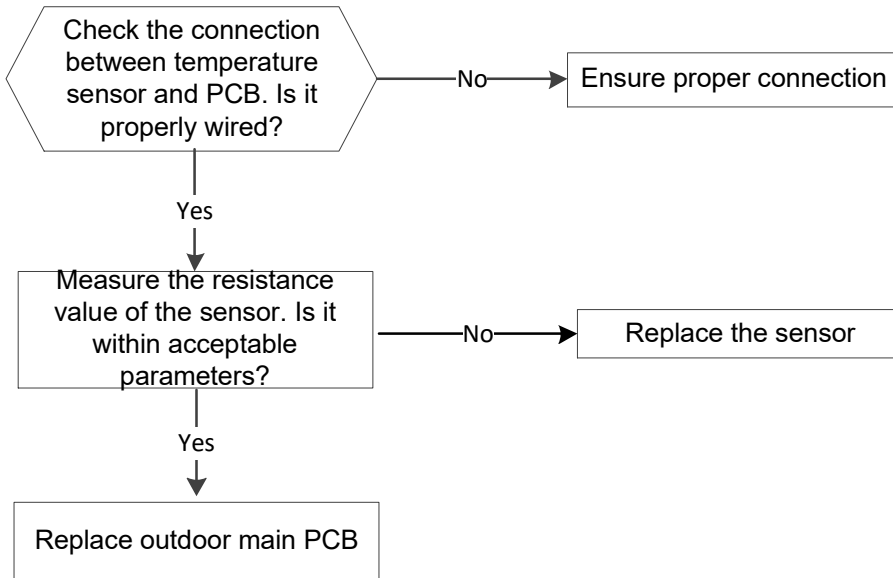 Check the connection
between temperature
sensor and PCB. Is it
properly wired?
No
Ensure proper connection
Yes
Measure the resistance
value of the sensor. Is it
within acceptable
parameters?
No
Replace the sensor
Yes
Replace outdoor main PCB